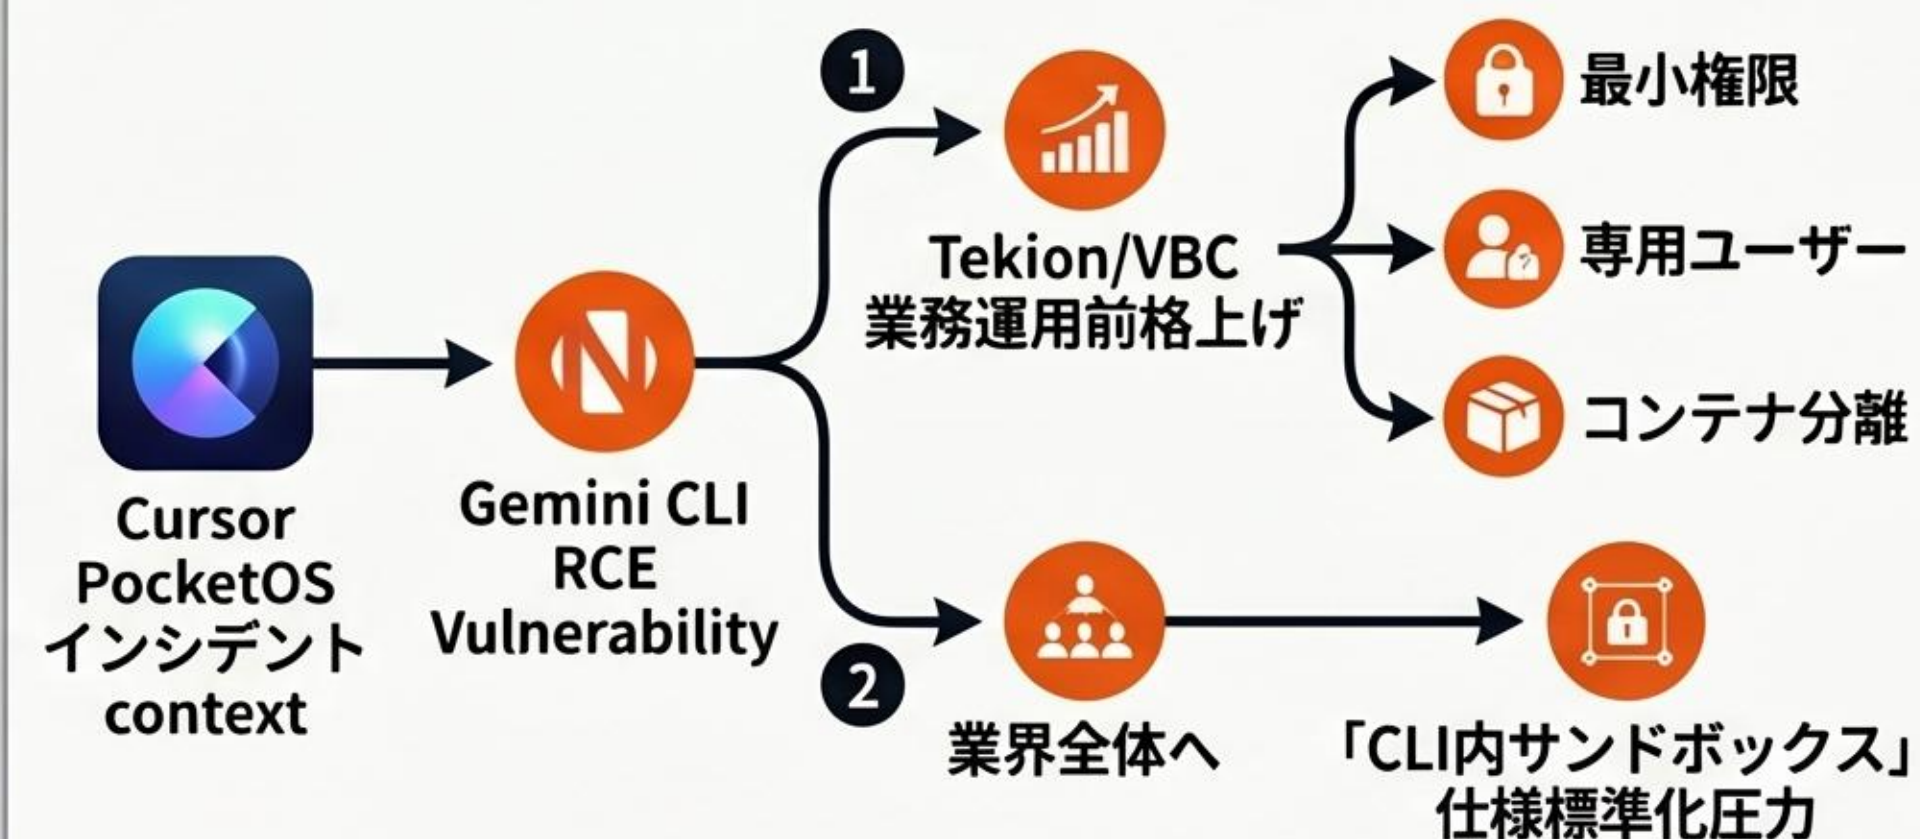 Cursor
PocketOS
インシデント
context
Gemini CLI
RCE
Vulnerability
1
Tekion/VBC
業務運用前格上げ
最小権限
専用ユーザー
コンテナ分離
2
業界全体へ
「CLI内サンドボックス」
仕様標準化圧力